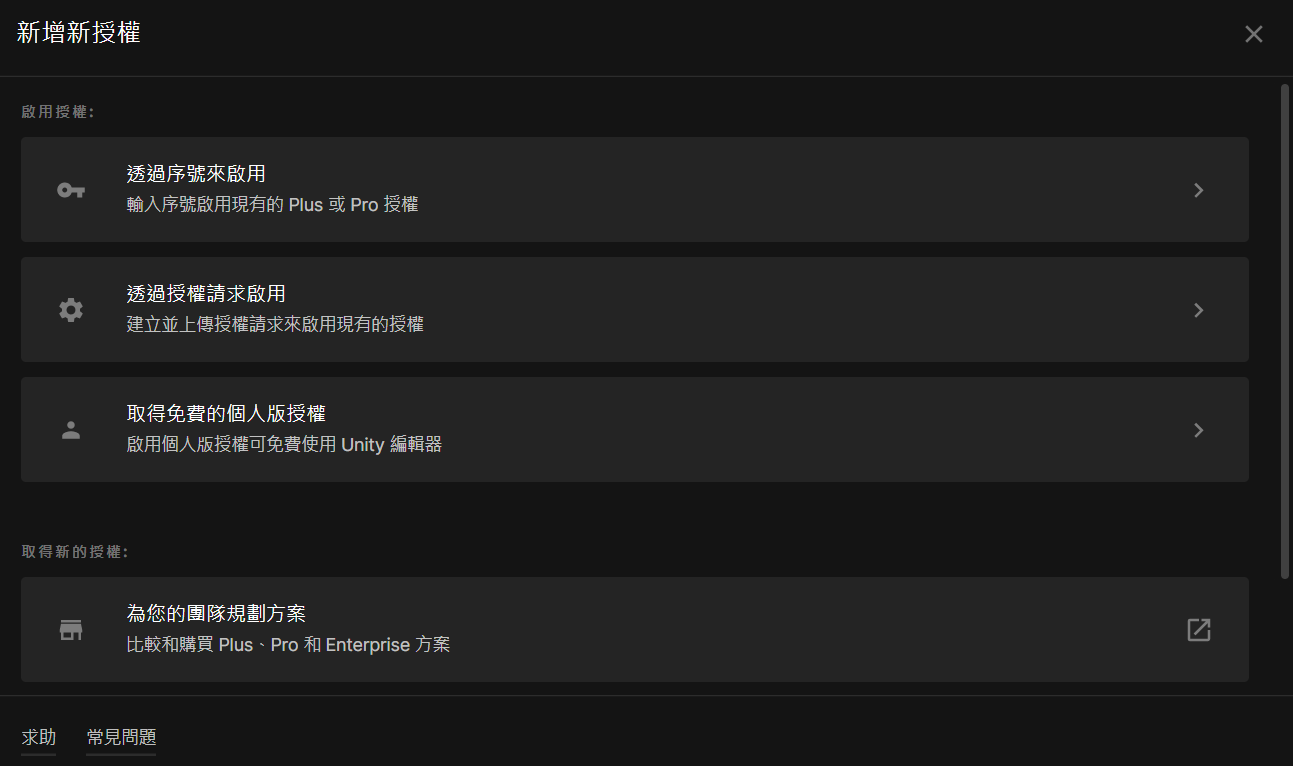 新增新授權
啟用授權:
透過序號來啟用
輸入序號啟用現有的 Plus 或 Pro 授權
透過授權請求啟用
建立並上傳授權請求來啟用現有的授權
取得免費的個人版授權
啟用個人版授權可免費使用 Unity 編輯器
取得新的授權:
為您的團隊規劃方案
比較和購買 Plus、Pro 和 Enterprise 方案
求助 常見問題